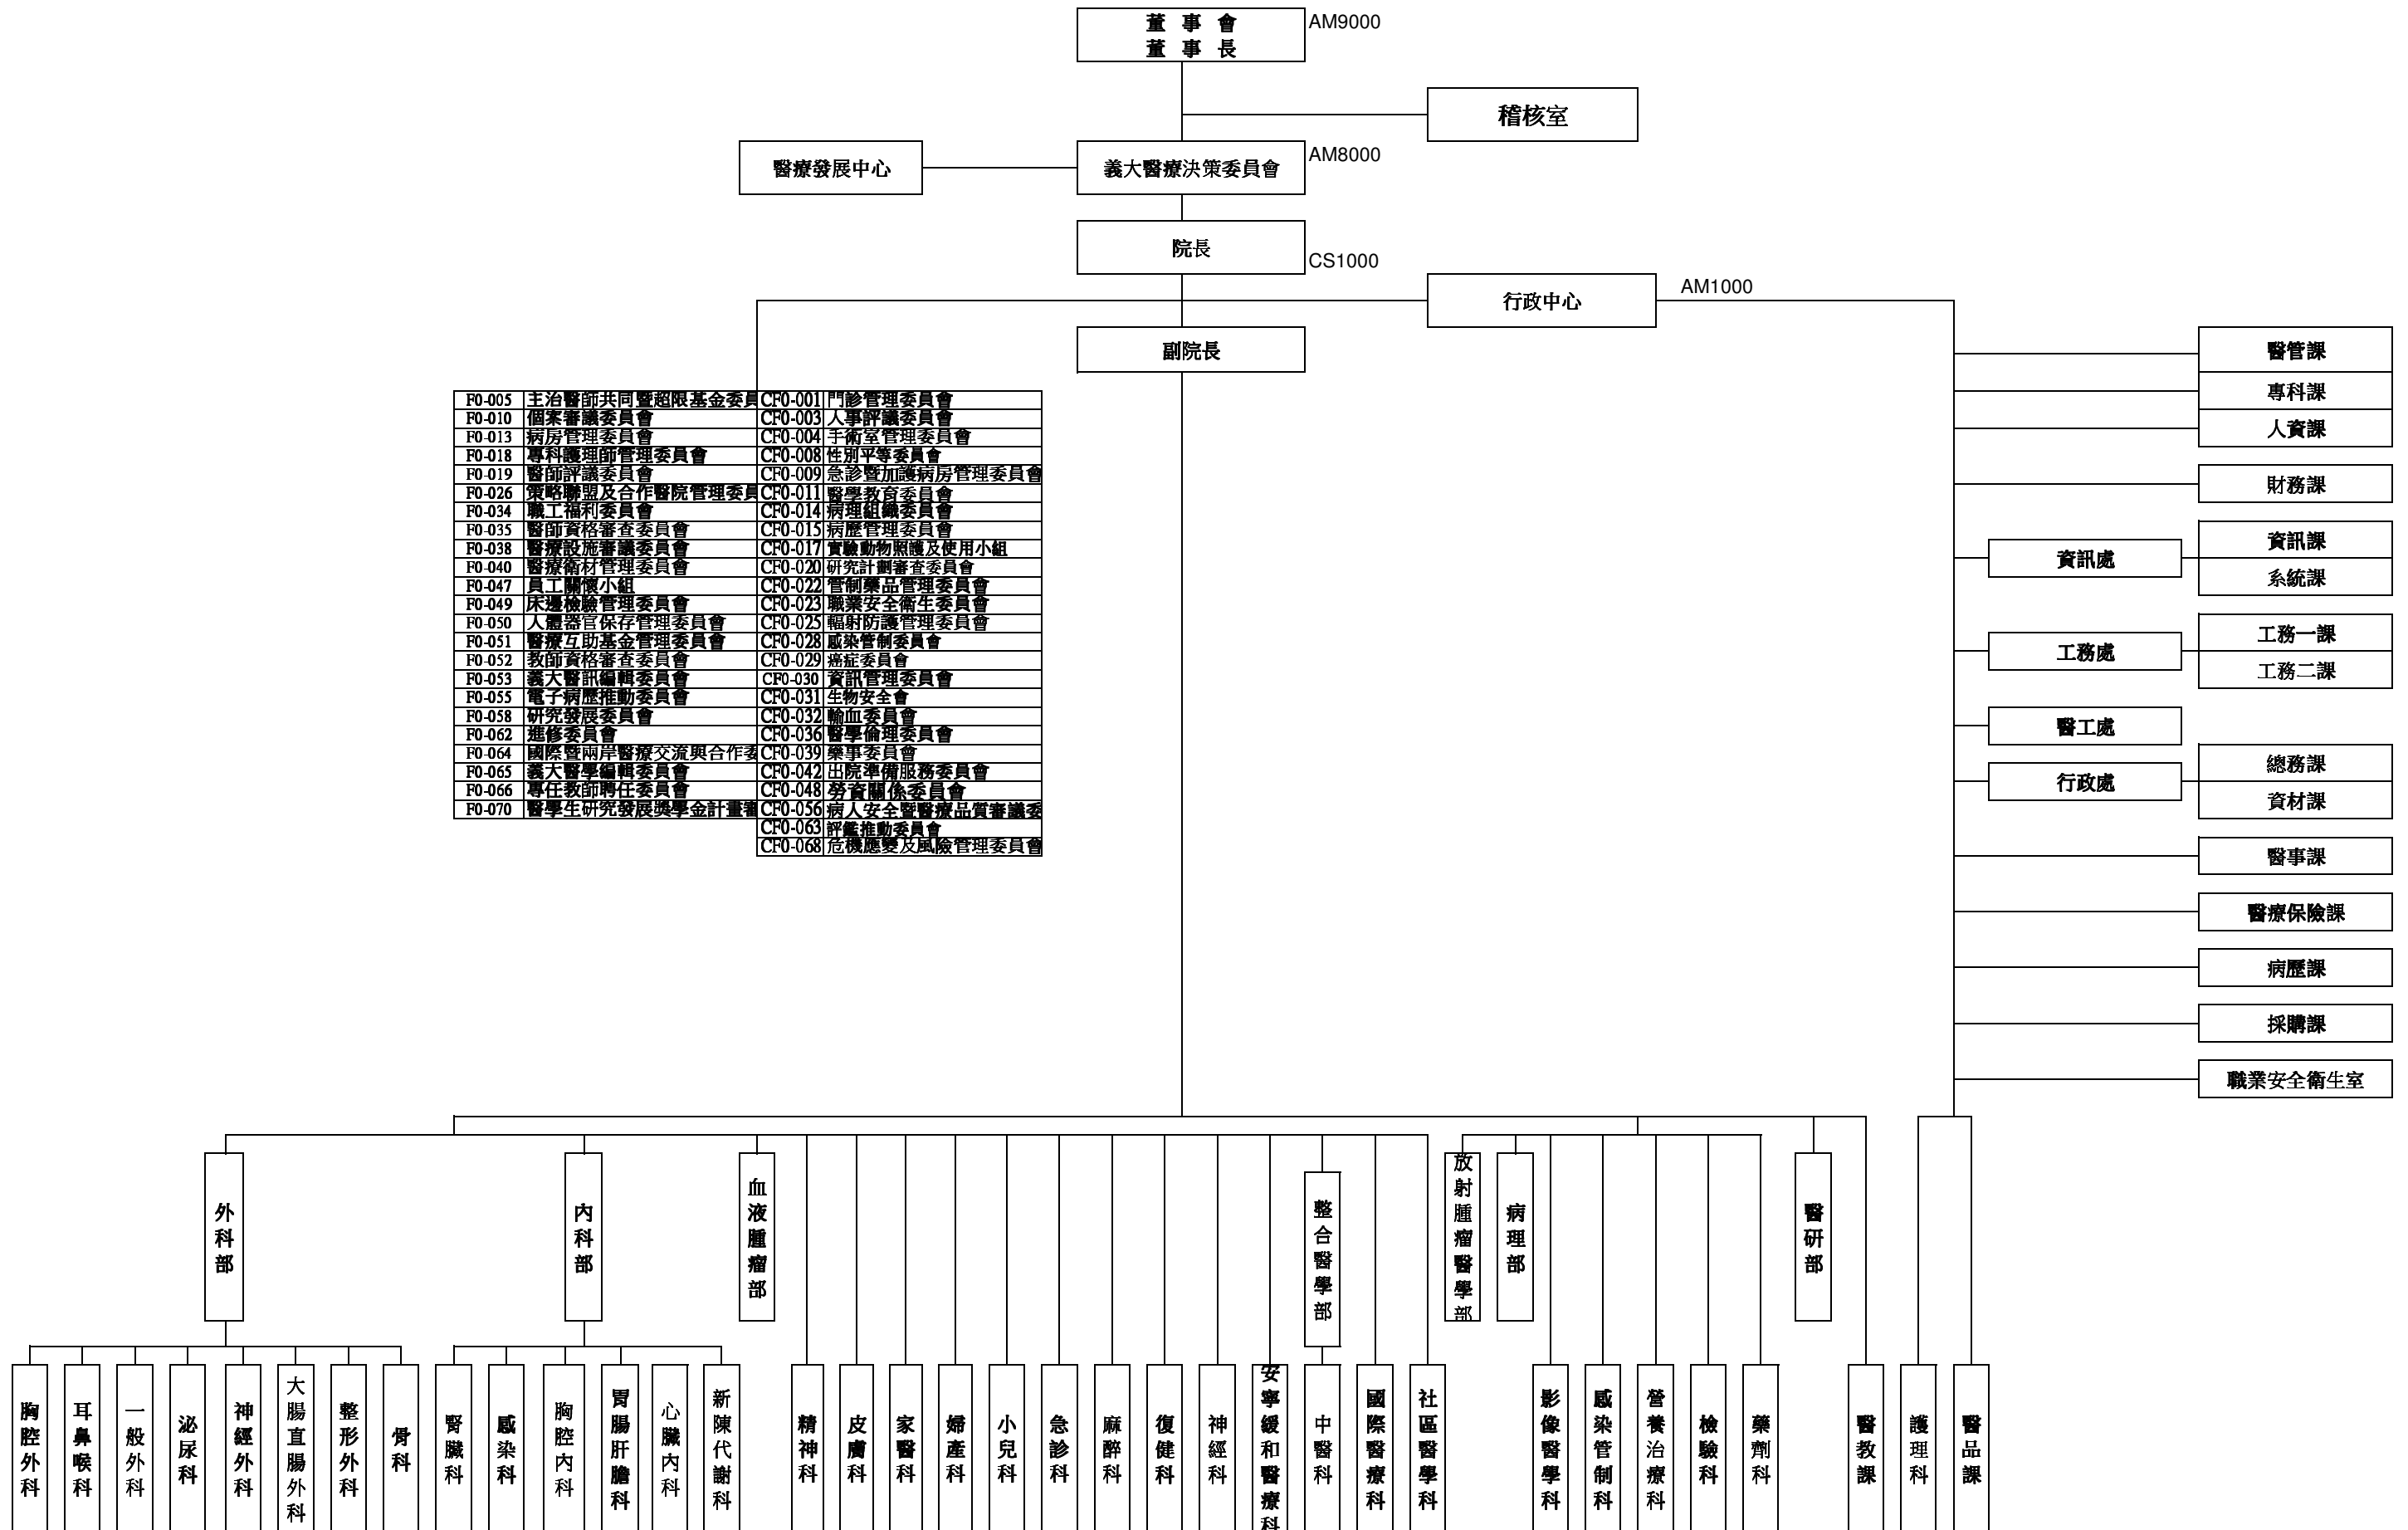 董事會
董事長
AM9000
稽核室
醫療發展中心
義大醫療決策委員會
AM8000
院長
CS1000
行政中心
AM1000
副院長
F0-005 主治醫師共同暨超限基金委員
F0-010 個案審議委員會
F0-013 病房管理委員會
F0-018 專科護理師管理委員會
F0-019 醫師評議委員會
F0-026 策略聯盟及合作醫院管理委員
F0-034 職工福利委員會
F0-035 醫師資格審查委員會
F0-038 醫療設施審議委員會
F0-040 醫療衛材管理委員會
F0-047 員工關懷小組
F0-049 床邊檢驗管理委員會
F0-050 人體器官保存管理委員會
F0-051 醫療互助基金管理委員會
F0-052 教師資格審查委員會
F0-053 義大醫訊編輯委員會
F0-055 電子病歷推動委員會
F0-058 研究發展委員會
F0-062 進修委員會
F0-064 國際暨兩岸醫療交流與合作委
F0-065 義大醫學編輯委員會
F0-066 專任教師聘任委員會
F0-070 醫學生研究發展獎學金計畫審
CF0-001 門診管理委員會
CF0-003 人事評議委員會
CF0-004 手術室管理委員會
CF0-008 性別平等委員會
CF0-009 急診暨加護病房管理委員會
CF0-011 醫學教育委員會
CF0-014 病理組織委員會
CF0-015 病歷管理委員會
CF0-017 實驗動物照護及使用小組
CF0-020 研究計劃審查委員會
CF0-022 管制藥品管理委員會
CF0-023 職業安全衛生委員會
CF0-025 輻射防護管理委員會
CF0-028 感染管制委員會
CF0-029 癌症委員會
CF0-030 資訊管理委員會
CF0-031 生物安全會
CF0-032 輸血委員會
CF0-036 醫學倫理委員會
CF0-039 藥事委員會
CF0-042 出院準備服務委員會
CF0-048 勞資關係委員會
CF0-056 病人安全暨醫療品質審議委
CF0-063 評鑑推動委員會
CF0-068 危機應變及風險管理委員會
醫管課
專科課
人資課
財務課
資訊處
資訊課
系統課
工務處
工務一課
工務二課
醫工處
行政處
總務課
資材課
醫事課
醫療保險課
病歷課
採購課
職業安全衛生室
外科部
內科部
血液腫瘤部
整合醫學部
放射腫瘤醫學部
病理部
醫研部
胸腔外科
耳鼻喉科
一般外科
泌尿科
神經外科
大腸直腸外科
整形外科
骨科
腎臟科
感染科
胸腔內科
胃腸肝膽科
心臟內科
新陳代謝科
精神科
皮膚科
家醫科
婦產科
小兒科
急診科
麻醉科
復健科
神經科
安寧緩和醫療科
中醫科
國際醫療科
社區醫學科
影像醫學科
感染管制科
營養治療科
檢驗科
藥劑科
醫教課
護理科
醫品課